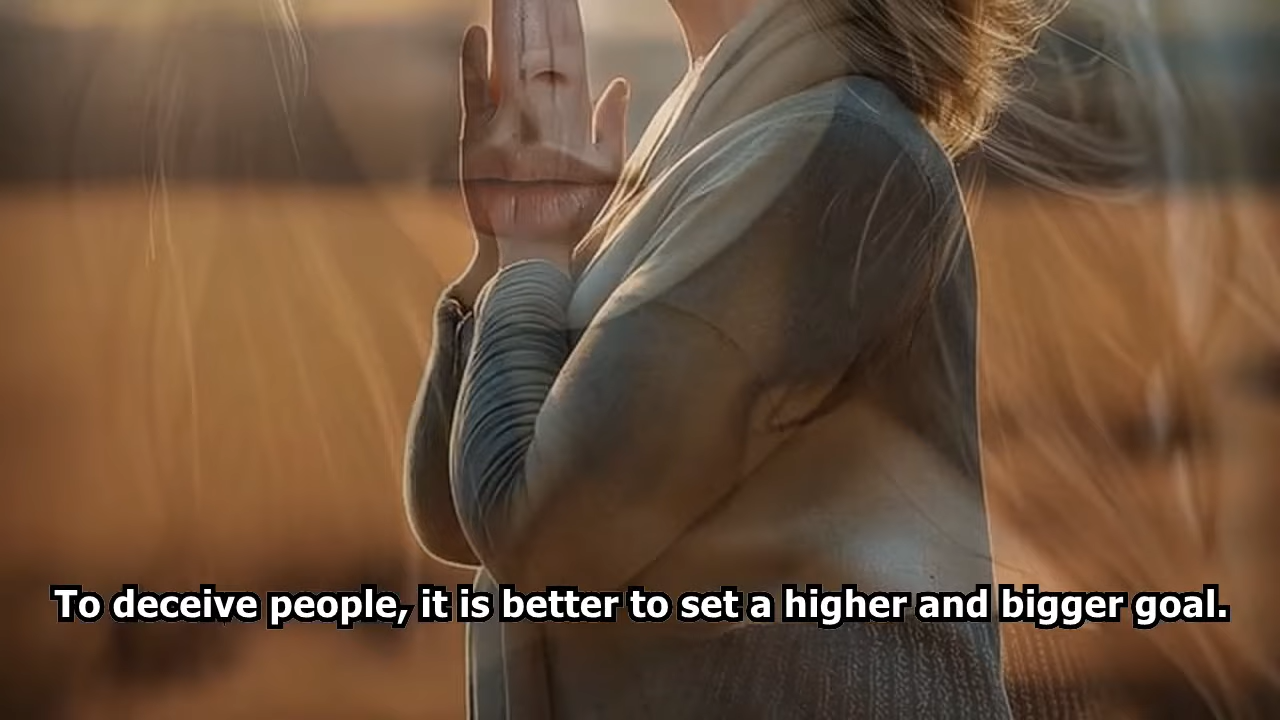 To deceive people, it is better to set a higher and bigger goal.